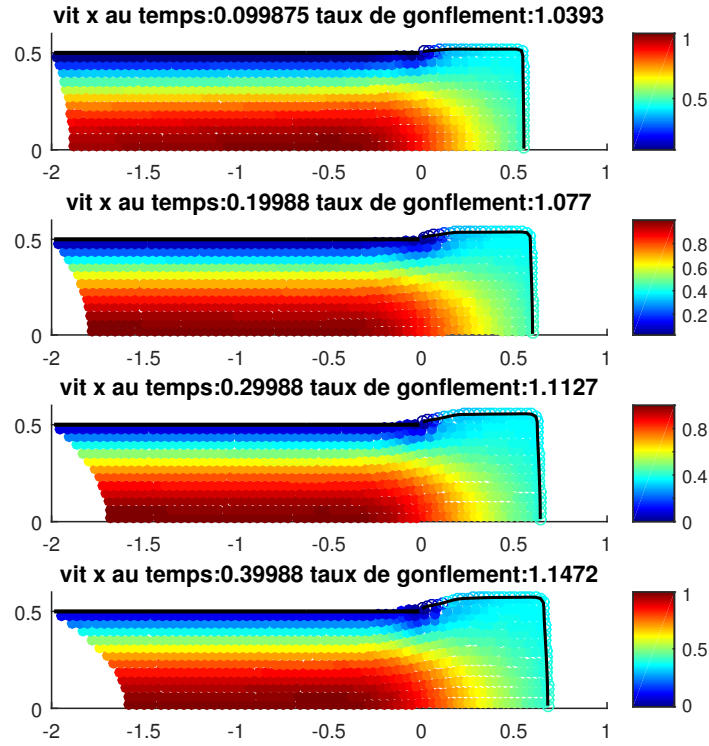 vit x au temps:0.099875 taux de gonflement:1.0393
0.5
0
-2 -1.5 -1 -0.5 0 0.5 1
1
0.5
vit x au temps:0.19988 taux de gonflement:1.077
0.5
0
-2 -1.5 -1 -0.5 0 0.5 1
0.8
0.6
0.4
0.2
vit x au temps:0.29988 taux de gonflement:1.1127
0.5
0
-2 -1.5 -1 -0.5 0 0.5 1
0.8
0.6
0.4
0.2
0
vit x au temps:0.39988 taux de gonflement:1.1472
0.5
0
-2 -1.5 -1 -0.5 0 0.5 1
1
0.5
0